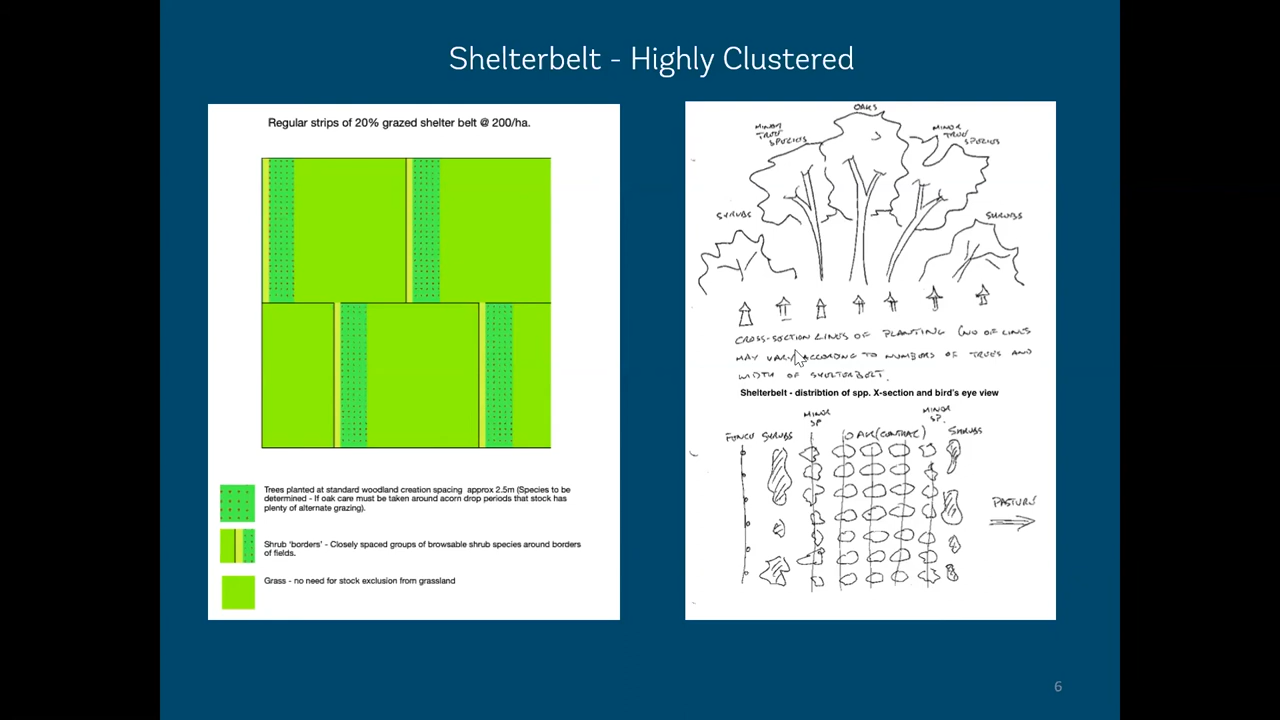 Shelterbelt - Highly Clustered
Regular strips of 20% grazed shelter belt @ 200/ha.
Trees planted at standard woodland creation spacing approx 2.5m (Species to be
determined - If oak care must be taken around acorn drop periods that stock has
plenty of alternate grazing).
Shrub 'borders' - Closely spaced groups of browsable shrub species around borders
of fields.
Grass - no need for stock exclusion from grassland
OAKS
MINOR
TREE
SPECIES
MINOR
TREE
SPECIES
SHRUBS
SHRUBS
CROSS-SECTION LINES OF PLANTING (NO OF LINES
MAY VARY ACCORDING TO NUMBERS OF TREES AND
WIDTH OF SHELTERBELT.
Shelterbelt - distribtion of spp. X-section and bird's eye view
MINOR
SP
MINOR
SP.
FENCE SHRUBS
OAK (CENTRAL)
SHRUBS
PASTURE
6